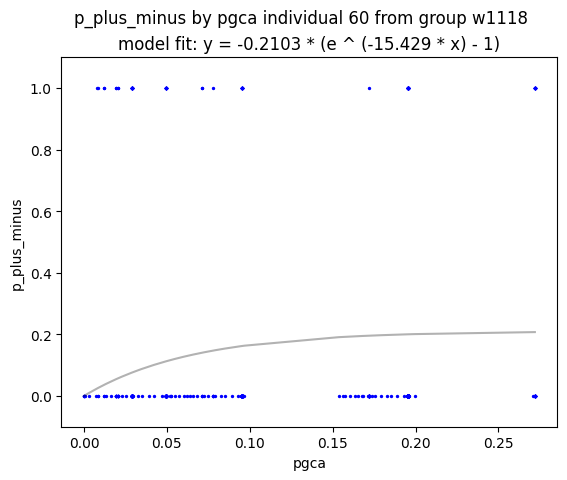 p_plus_minus by pgca individual 60 from group w1118
model fit: y = -0.2103 * (e ^ (-15.429 * x) - 1)
1.0
0.8
0.6
0.4
0.2
0.0
p_plus_minus
0.00 0.05 0.10 0.15 0.20 0.25
pgca